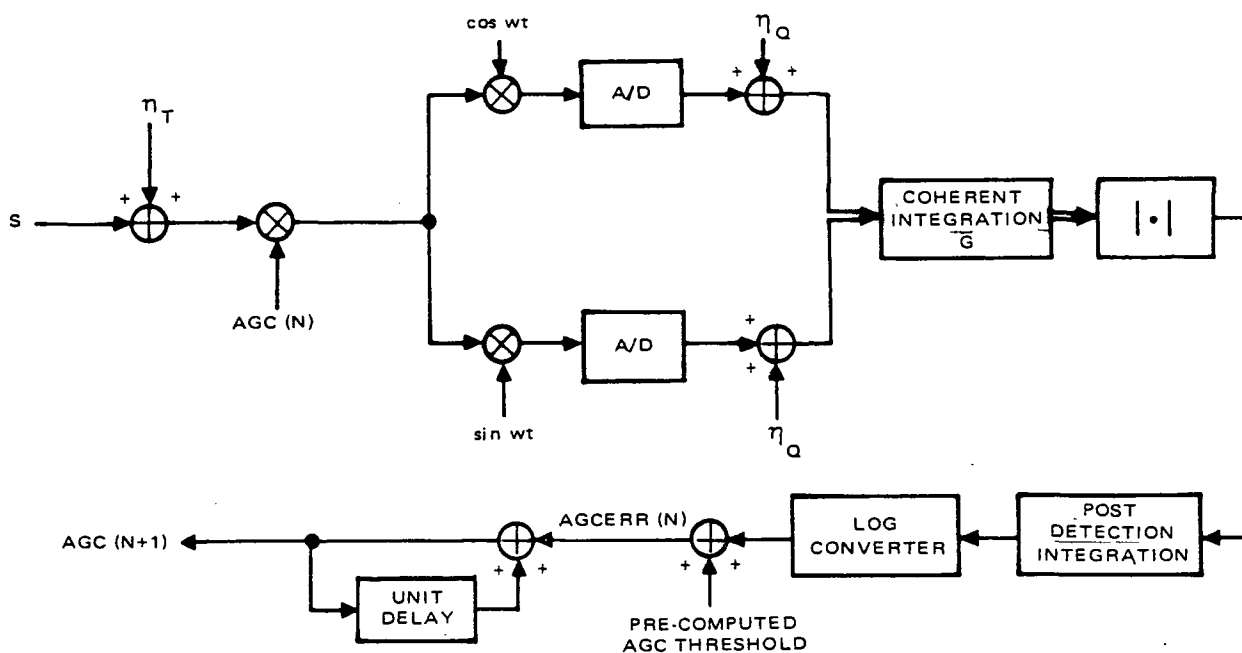 cos wt
η Q
A/D
+ +
η T
+ +
S
AGC (N)
COHERENT
INTEGRATION
G
|•|
A/D
+
+
sin wt
η Q
AGC (N+1)
AGCERR (N)
+ +
+ +
LOG
CONVERTER
POST
DETECTION
INTEGRATION
UNIT
DELAY
PRE-COMPUTED
AGC THRESHOLD